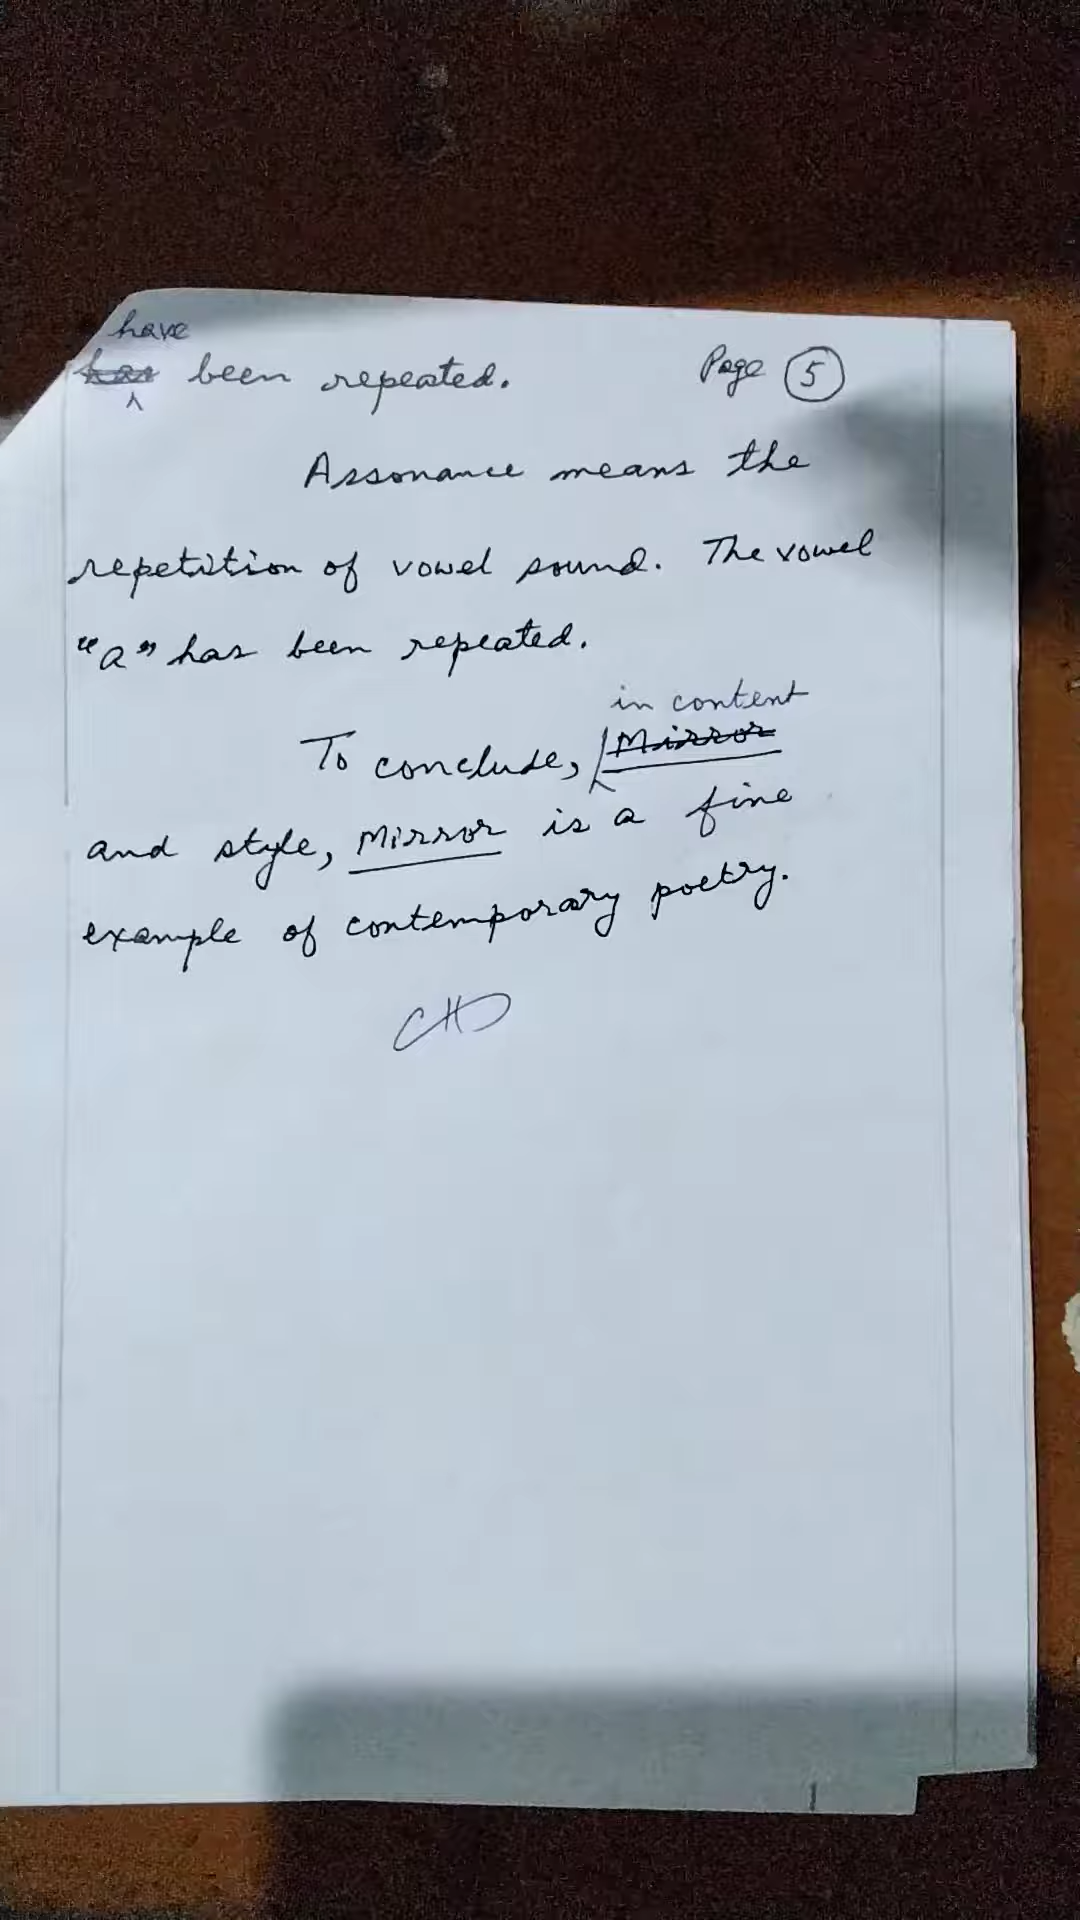 have
has been repeated. Page 5
^
Assonance means the
repetition of vowel sound. The vowel
"a" has been repeated.
in content
To conclude, Mirror
and style, Mirror is a fine
example of contemporary poetry.